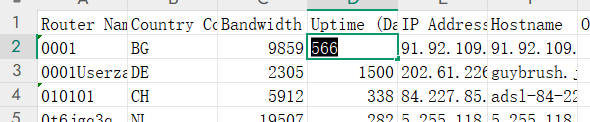 A B C D E F
1 Router Nam Country Co Bandwidth Uptime (Da IP Address Hostname O
2 0001 BG 9859 566 91.92.109. 91.92.109.
3 0001Userza DE 2305 1500 202.61.226 guybrush.
4 010101 CH 5912 338 84.227.85. adsl-84-22
5 NL 19507 282 5.255.118 5.255.118